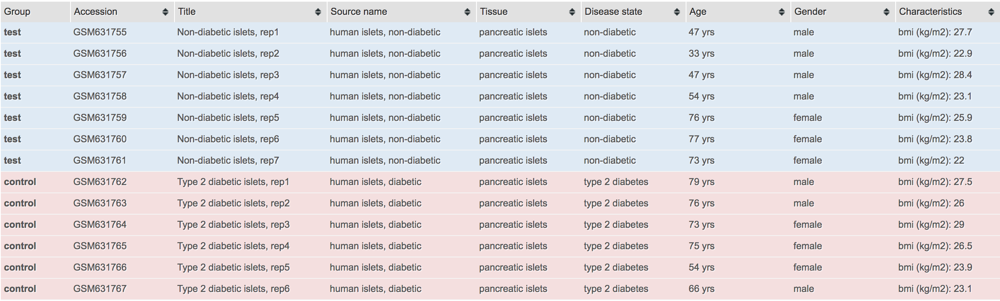 Group Accession Title Source name Tissue Disease state Age Gender Characteristics
test GSM631755 Non-diabetic islets, rep1 human islets, non-diabetic pancreatic islets non-diabetic 47 yrs male bmi (kg/m2): 27.7
test GSM631756 Non-diabetic islets, rep2 human islets, non-diabetic pancreatic islets non-diabetic 33 yrs male bmi (kg/m2): 22.9
test GSM631757 Non-diabetic islets, rep3 human islets, non-diabetic pancreatic islets non-diabetic 47 yrs male bmi (kg/m2): 28.4
test GSM631758 Non-diabetic islets, rep4 human islets, non-diabetic pancreatic islets non-diabetic 54 yrs male bmi (kg/m2): 23.1
test GSM631759 Non-diabetic islets, rep5 human islets, non-diabetic pancreatic islets non-diabetic 76 yrs female bmi (kg/m2): 25.9
test GSM631760 Non-diabetic islets, rep6 human islets, non-diabetic pancreatic islets non-diabetic 77 yrs female bmi (kg/m2): 23.8
test GSM631761 Non-diabetic islets, rep7 human islets, non-diabetic pancreatic islets non-diabetic 73 yrs female bmi (kg/m2): 22
control GSM631762 Type 2 diabetic islets, rep1 human islets, diabetic pancreatic islets type 2 diabetes 79 yrs male bmi (kg/m2): 27.5
control GSM631763 Type 2 diabetic islets, rep2 human islets, diabetic pancreatic islets type 2 diabetes 76 yrs male bmi (kg/m2): 26
control GSM631764 Type 2 diabetic islets, rep3 human islets, diabetic pancreatic islets type 2 diabetes 73 yrs female bmi (kg/m2): 29
control GSM631765 Type 2 diabetic islets, rep4 human islets, diabetic pancreatic islets type 2 diabetes 75 yrs female bmi (kg/m2): 26.5
control GSM631766 Type 2 diabetic islets, rep5 human islets, diabetic pancreatic islets type 2 diabetes 54 yrs female bmi (kg/m2): 23.9
control GSM631767 Type 2 diabetic islets, rep6 human islets, diabetic pancreatic islets type 2 diabetes 66 yrs male bmi (kg/m2): 23.1